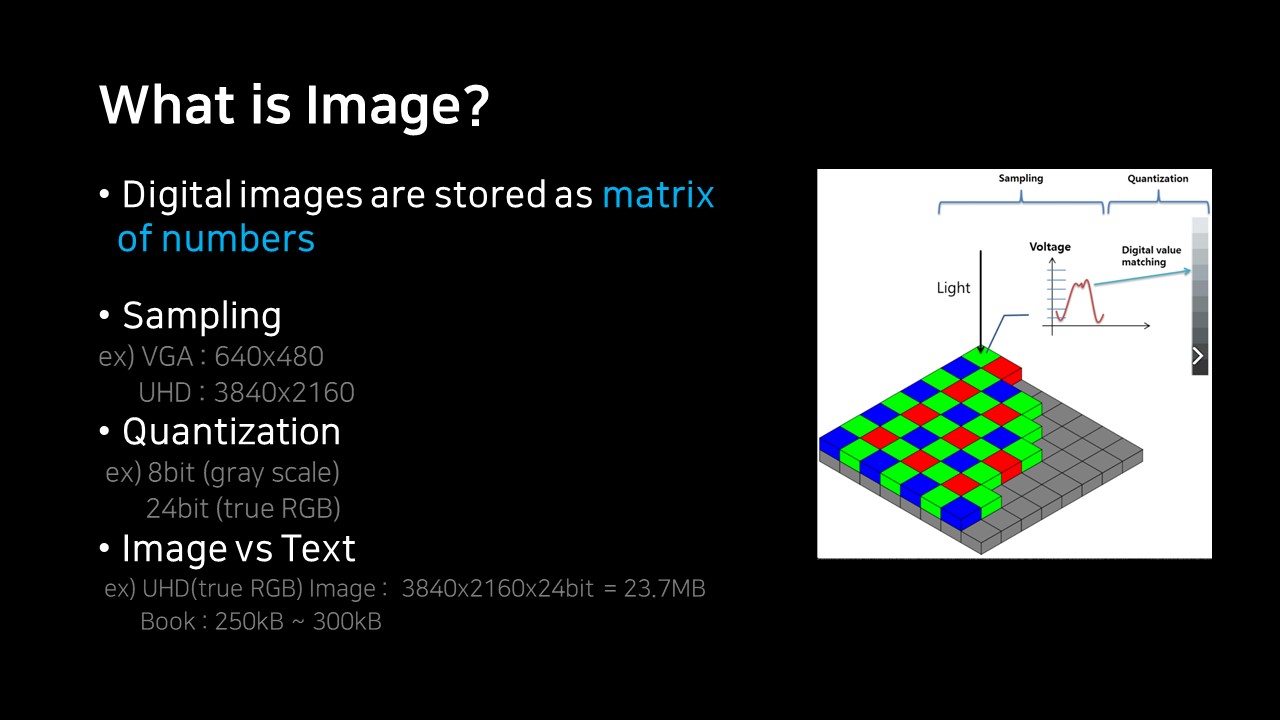 What is Image?
• Digital images are stored as matrix
of numbers
• Sampling
ex) VGA : 640x480
UHD : 3840x2160
• Quantization
ex) 8bit (gray scale)
24bit (true RGB)
• Image vs Text
ex) UHD(true RGB) Image : 3840x2160x24bit = 23.7MB
Book : 250kB ~ 300kB
Sampling
Quantization
Voltage
Digital value
matching
Light